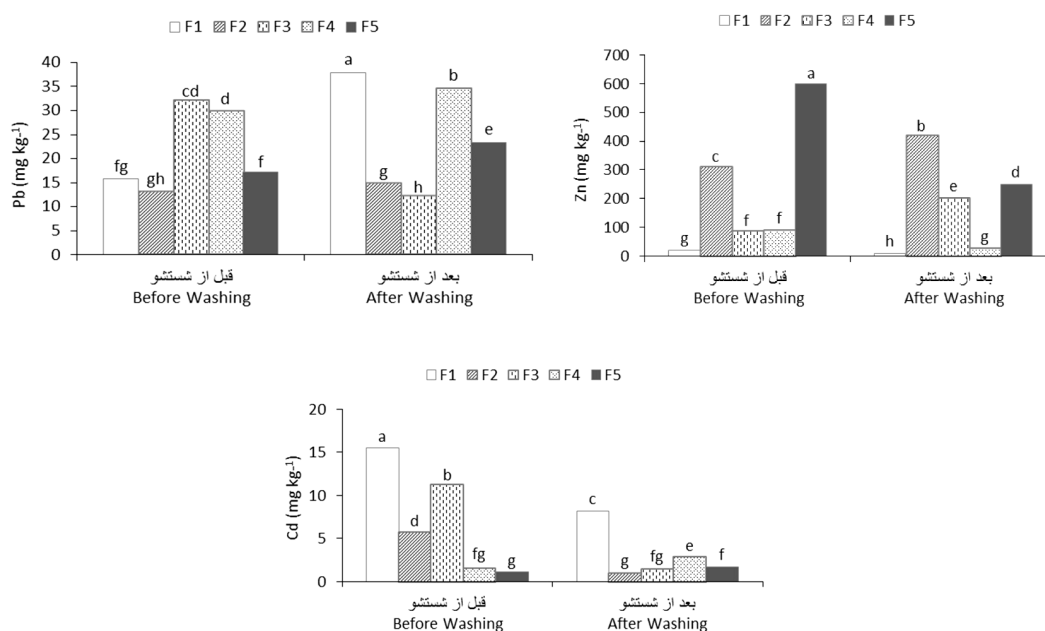 F1 F2 F3 F4 F5
Pb (mg kg-1)
40
35
30
25
20
15
10
5
0
fg
gh
cd
d
f
a
g
h
b
e
قبل از شستشو
Before Washing
بعد از شستشو
After Washing
F1 F2 F3 F4 F5
Zn (mg kg-1)
700
600
500
400
300
200
100
0
g
c
f
f
a
h
b
e
g
d
قبل از شستشو
Before Washing
بعد از شستشو
After Washing
F1 F2 F3 F4 F5
Cd (mg kg-1)
20
15
10
5
0
a
d
b
fg
g
c
g
fg
e
f
قبل از شستشو
Before Washing
بعد از شستشو
After Washing